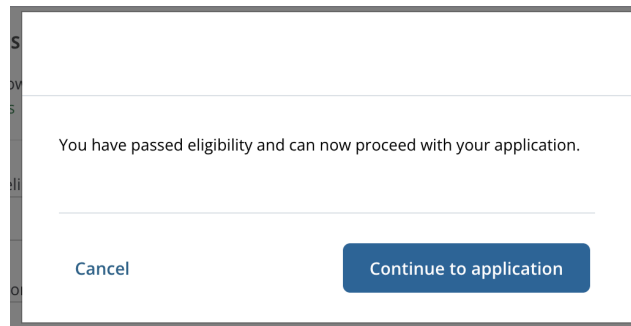 You have passed eligibility and can now proceed with your application.
Cancel
Continue to application